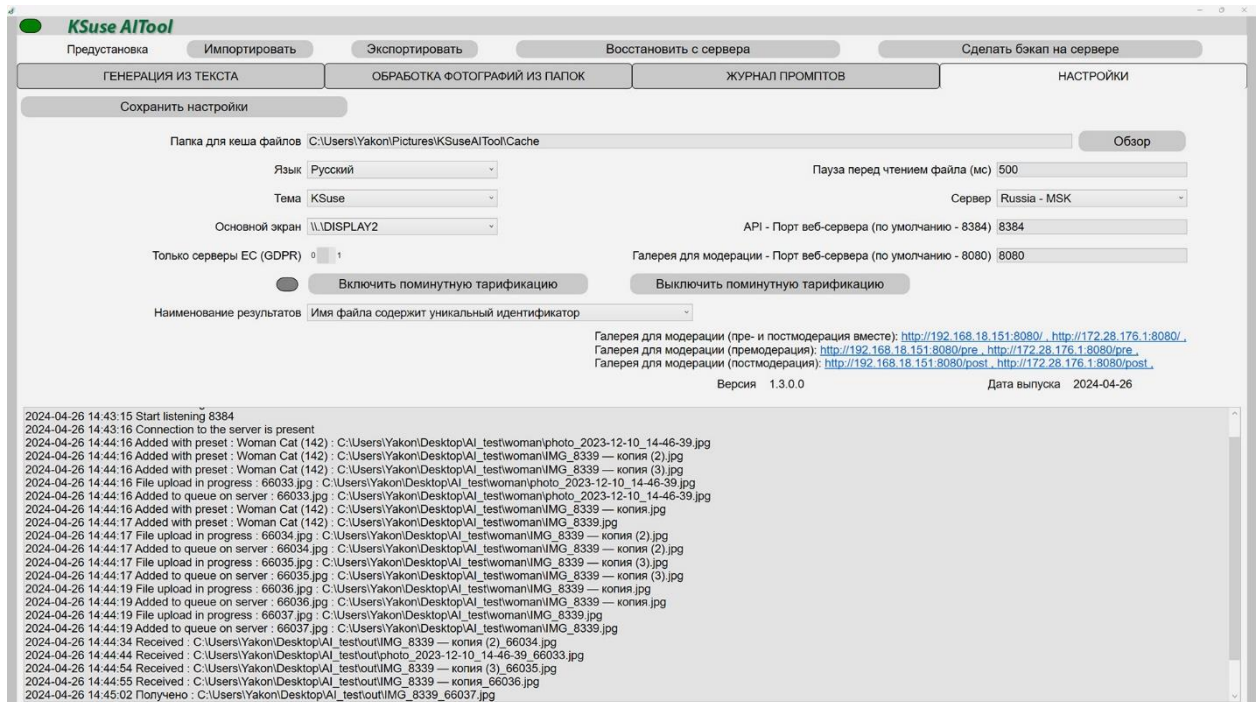 KSuse AITool
Предустановка Импортировать Экспортировать Восстановить с сервера Сделать бэкап на сервере
ГЕНЕРАЦИЯ ИЗ ТЕКСТА ОБРАБОТКА ФОТОГРАФИЙ ИЗ ПАПОК ЖУРНАЛ ПРОМПТОВ НАСТРОЙКИ
Сохранить настройки
Папка для кеша файлов C:\Users\Yakon\Pictures\KSuseAITool\Cache Обзор
Язык Русский Пауза перед чтением файла (мс) 500
Тема KSuse Сервер Russia - MSK
Основной экран \\.\DISPLAY2 API - Порт веб-сервера (по умолчанию - 8384) 8384
Только серверы ЕС (GDPR) 0 1 Галерея для модерации - Порт веб-сервера (по умолчанию - 8080) 8080
Включить поминутную тарификацию Выключить поминутную тарификацию
Наименование результатов Имя файла содержит уникальный идентификатор
Галерея для модерации (пре- и постмодерация вместе): http://192.168.18.151:8080/ , http://172.28.176.1:8080/ ,
Галерея для модерации (премодерация): http://192.168.18.151:8080/pre , http://172.28.176.1:8080/pre ,
Галерея для модерации (постмодерация): http://192.168.18.151:8080/post , http://172.28.176.1:8080/post ,
Версия 1.3.0.0 Дата выпуска 2024-04-26
2024-04-26 14:43:15 Start listening 8384
2024-04-26 14:43:16 Connection to the server is present
2024-04-26 14:44:16 Added with preset : Woman Cat (142) : C:\Users\Yakon\Desktop\AI_test\woman\photo_2023-12-10_14-46-39.jpg
2024-04-26 14:44:16 Added with preset : Woman Cat (142) : C:\Users\Yakon\Desktop\AI_test\woman\IMG_8339 — копия (2).jpg
2024-04-26 14:44:16 Added with preset : Woman Cat (142) : C:\Users\Yakon\Desktop\AI_test\woman\IMG_8339 — копия (3).jpg
2024-04-26 14:44:16 File upload in progress : 66033.jpg : C:\Users\Yakon\Desktop\AI_test\woman\photo_2023-12-10_14-46-39.jpg
2024-04-26 14:44:16 Added to queue on server : 66033.jpg : C:\Users\Yakon\Desktop\AI_test\woman\photo_2023-12-10_14-46-39.jpg
2024-04-26 14:44:16 Added with preset : Woman Cat (142) : C:\Users\Yakon\Desktop\AI_test\woman\IMG_8339 — копия.jpg
2024-04-26 14:44:17 Added with preset : Woman Cat (142) : C:\Users\Yakon\Desktop\AI_test\woman\IMG_8339.jpg
2024-04-26 14:44:17 File upload in progress : 66034.jpg : C:\Users\Yakon\Desktop\AI_test\woman\IMG_8339 — копия (2).jpg
2024-04-26 14:44:17 Added to queue on server : 66034.jpg : C:\Users\Yakon\Desktop\AI_test\woman\IMG_8339 — копия (2).jpg
2024-04-26 14:44:17 File upload in progress : 66035.jpg : C:\Users\Yakon\Desktop\AI_test\woman\IMG_8339 — копия (3).jpg
2024-04-26 14:44:17 Added to queue on server : 66035.jpg : C:\Users\Yakon\Desktop\AI_test\woman\IMG_8339 — копия (3).jpg
2024-04-26 14:44:19 File upload in progress : 66036.jpg : C:\Users\Yakon\Desktop\AI_test\woman\IMG_8339 — копия.jpg
2024-04-26 14:44:19 Added to queue on server : 66036.jpg : C:\Users\Yakon\Desktop\AI_test\woman\IMG_8339 — копия.jpg
2024-04-26 14:44:19 File upload in progress : 66037.jpg : C:\Users\Yakon\Desktop\AI_test\woman\IMG_8339.jpg
2024-04-26 14:44:19 Added to queue on server : 66037.jpg : C:\Users\Yakon\Desktop\AI_test\woman\IMG_8339.jpg
2024-04-26 14:44:34 Received : C:\Users\Yakon\Desktop\AI_test\out\IMG_8339 — копия (2)_66034.jpg
2024-04-26 14:44:44 Received : C:\Users\Yakon\Desktop\AI_test\out\photo_2023-12-10_14-46-39_66033.jpg
2024-04-26 14:44:54 Received : C:\Users\Yakon\Desktop\AI_test\out\IMG_8339 — копия (3)_66035.jpg
2024-04-26 14:44:55 Received : C:\Users\Yakon\Desktop\AI_test\out\IMG_8339 — копия_66036.jpg
2024-04-26 14:45:02 Получено : C:\Users\Yakon\Desktop\AI_test\out\IMG_8339_66037.jpg